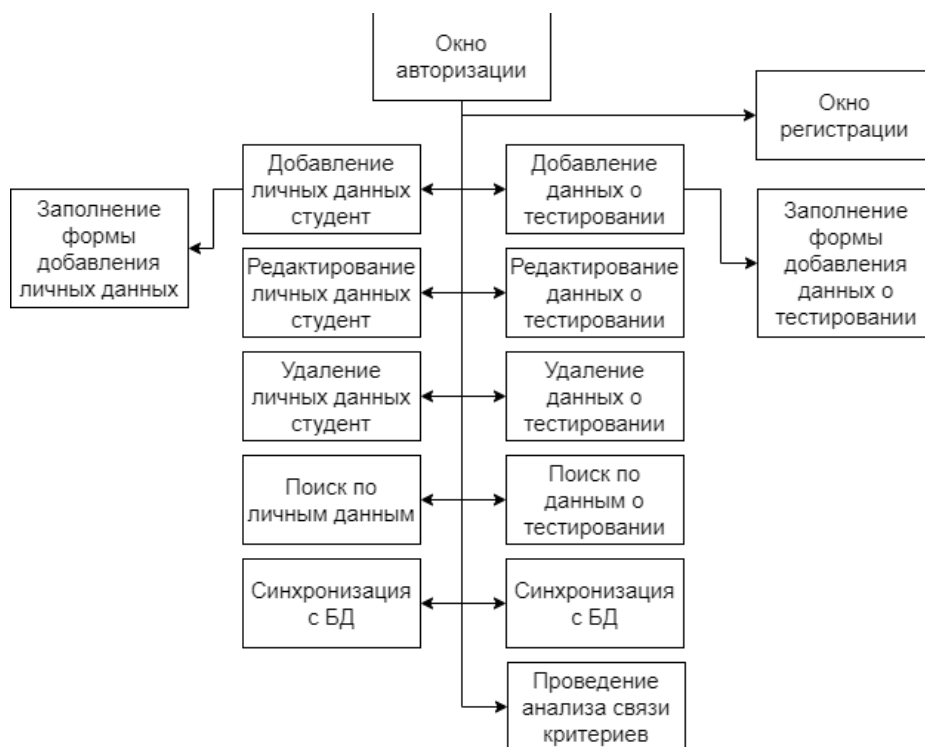 Окно
авторизации
Окно
регистрации
Добавление
личных данных
студент
Добавление
данных о
тестировании
Заполнение
формы
добавления
личных данных
Заполнение
формы
добавления
данных о
тестировании
Редактирование
личных данных
студент
Редактирование
данных о
тестировании
Удаление
личных данных
студент
Удаление
данных о
тестировании
Поиск по
личным данным
Поиск по
данным о
тестировании
Синхронизация
с БД
Синхронизация
с БД
Проведение
анализа связи
критериев